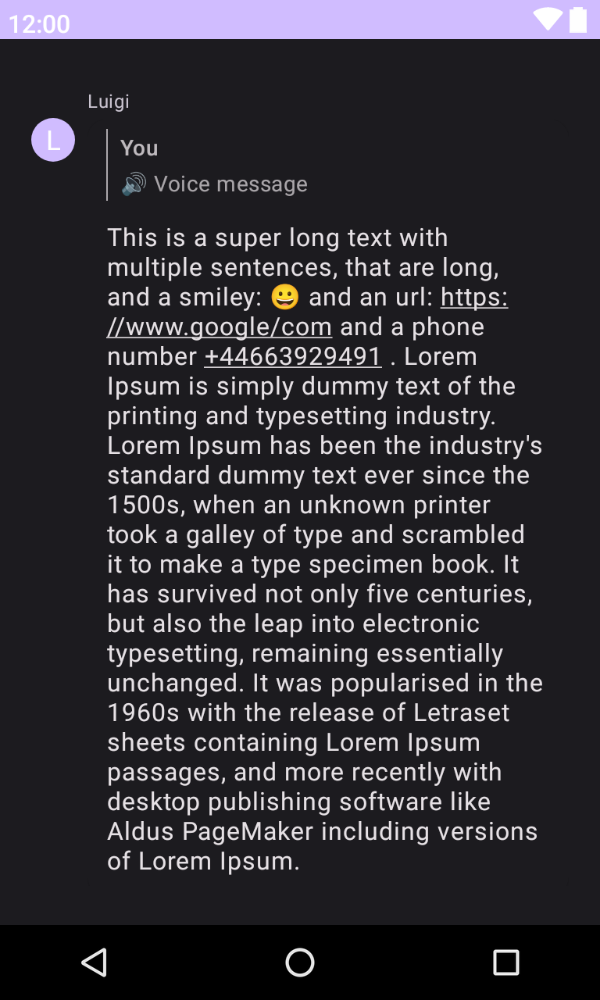 12:00
Luigi
L
You
🔊 Voice message
This is a super long text with
multiple sentences, that are long,
and a smiley: 😀 and an url: https:
//www.google/com and a phone
number +44663929491 . Lorem
Ipsum is simply dummy text of the
printing and typesetting industry.
Lorem Ipsum has been the industry's
standard dummy text ever since the
1500s, when an unknown printer
took a galley of type and scrambled
it to make a type specimen book. It
has survived not only five centuries,
but also the leap into electronic
typesetting, remaining essentially
unchanged. It was popularised in the
1960s with the release of Letraset
sheets containing Lorem Ipsum
passages, and more recently with
desktop publishing software like
Aldus PageMaker including versions
of Lorem Ipsum.